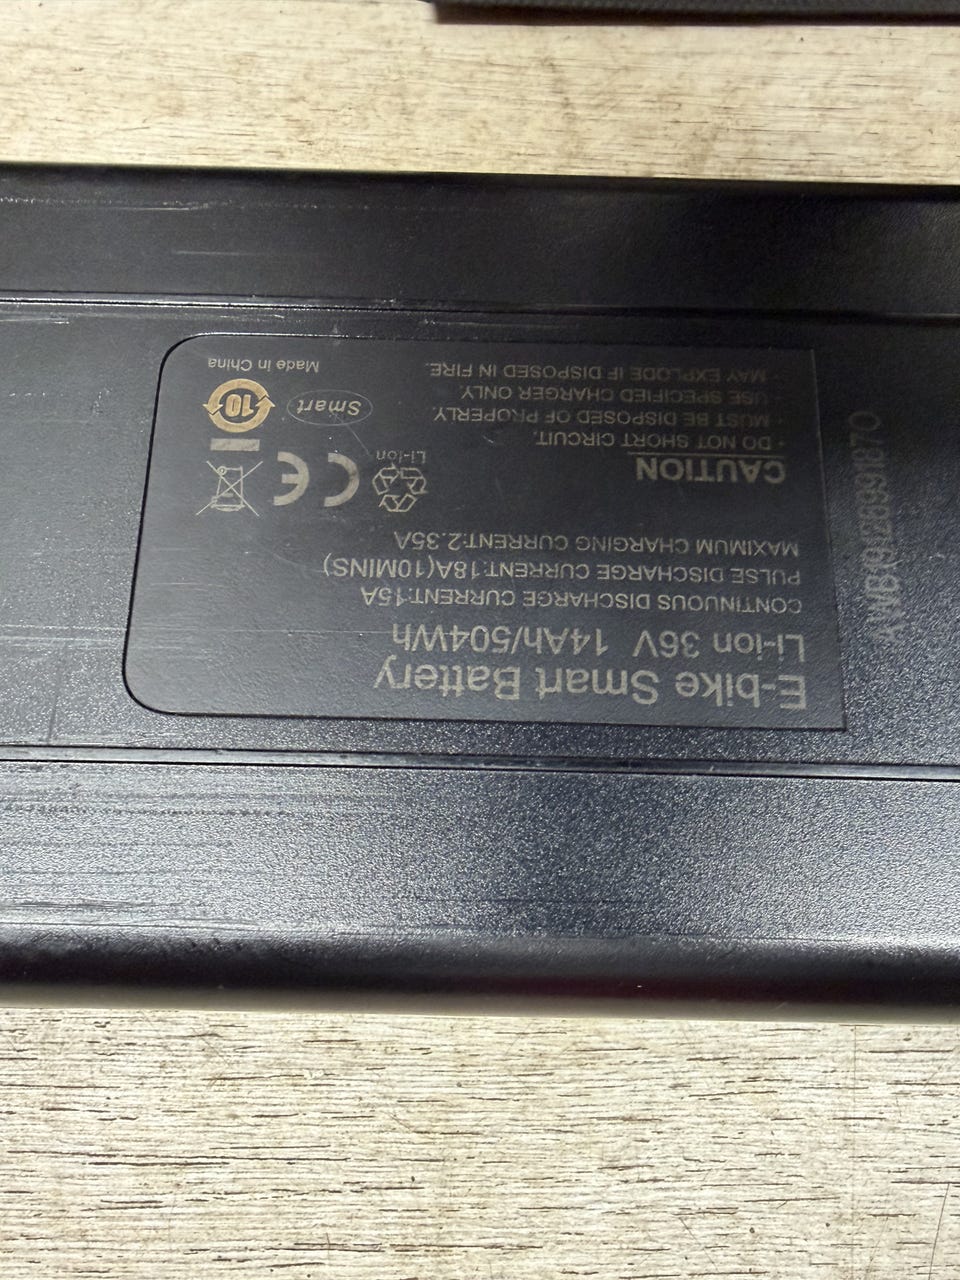 E-bike Smart Battery
Li-ion 36V 14Ah/504Wh
CONTINUOUS DISCHARGE CURRENT:15A
PULSE DISCHARGE CURRENT:18A(10MINS)
MAXIMUM CHARGING CURRENT:2.35A
CAUTION
· DO NOT SHORT CIRCUIT.
· MUST BE DISPOSED OF PROPERLY.
· USE SPECIFIED CHARGER ONLY.
· MAY EXPLODE IF DISPOSED IN FIRE.
Li-ion
CE
Smart
10
Made in China